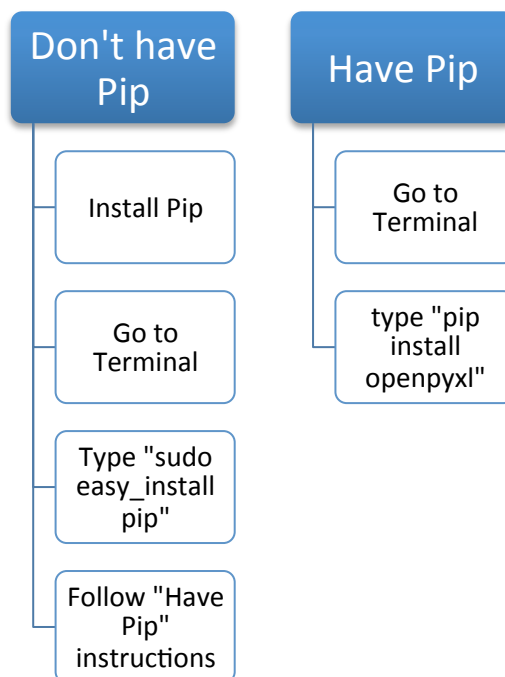 Don't have
Pip
Install Pip
Go to
Terminal
Type "sudo
easy_install
pip"
Follow "Have
Pip"
instructions
Have Pip
Go to
Terminal
type "pip
install
openpyxl"